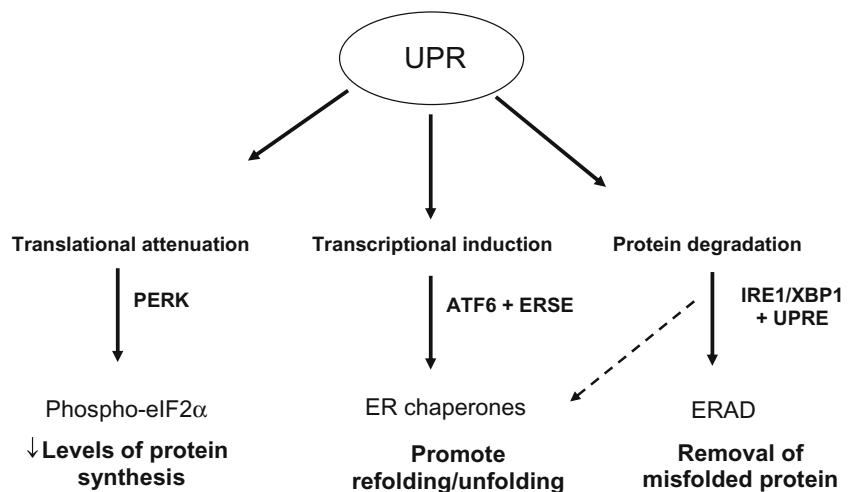 UPR
Translational attenuation
Transcriptional induction
Protein degradation
PERK
ATF6 + ERSE
IRE1/XBP1
+ UPRE
Phospho-eIF2α
↓Levels of protein
synthesis
ER chaperones
Promote
refolding/unfolding
ERAD
Removal of
misfolded protein